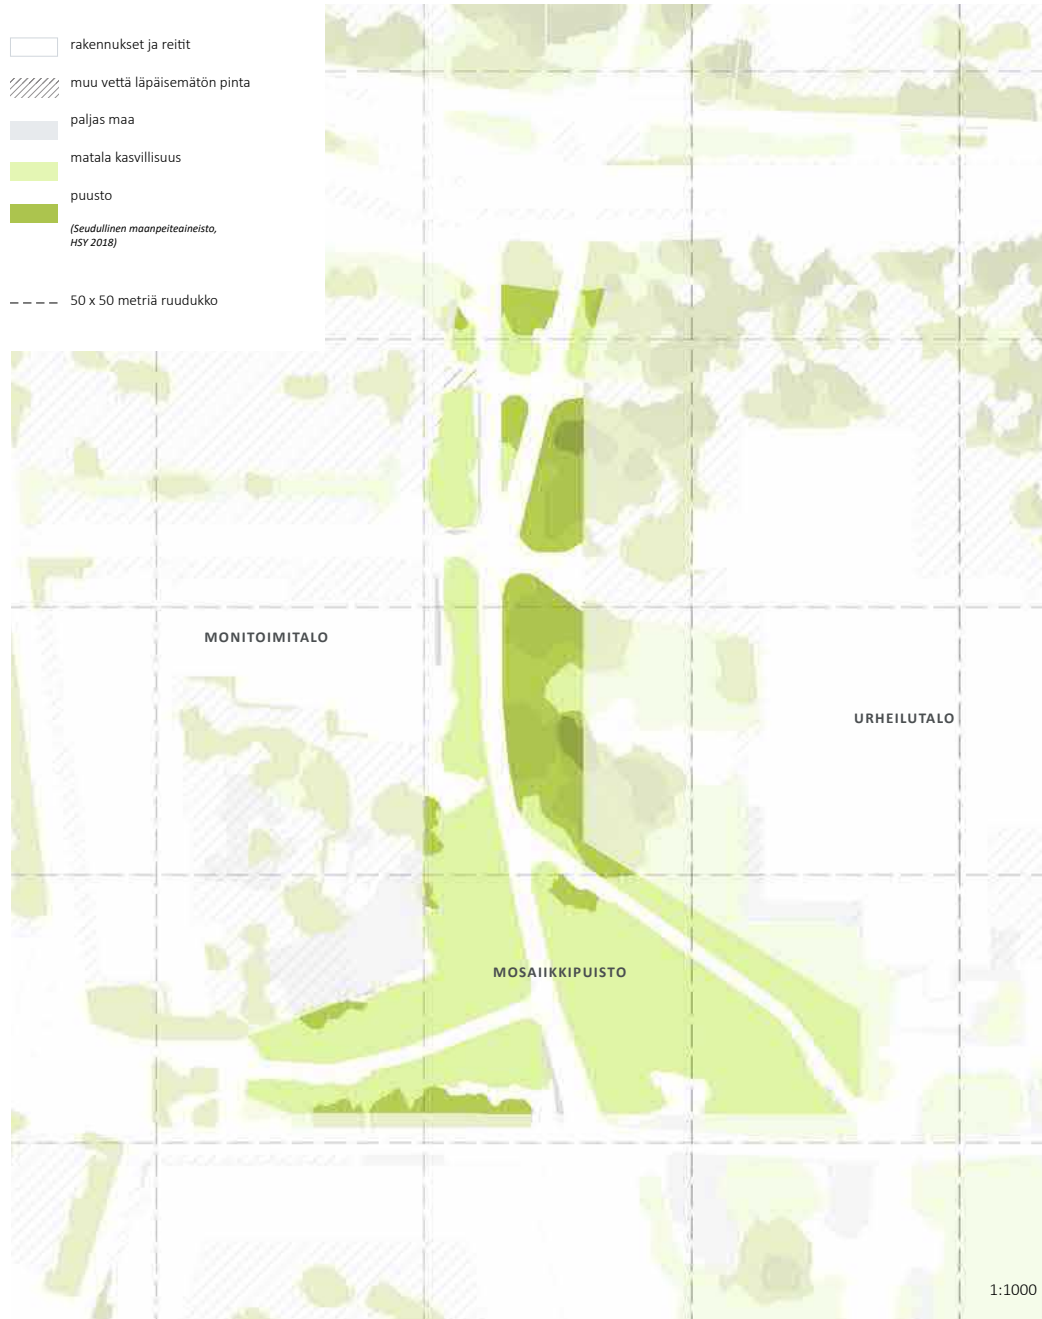 rakennukset ja reitit
muu vettä läpäisemätön pinta
paljas maa
matala kasvillisuus
puusto
(Seudullinen maanpeiteaineisto,
HSY 2018)
50 x 50 metriä ruudukko
MONITOIMITALO
URHEILUTALO
MOSAIIKKIPUISTO
1:1000